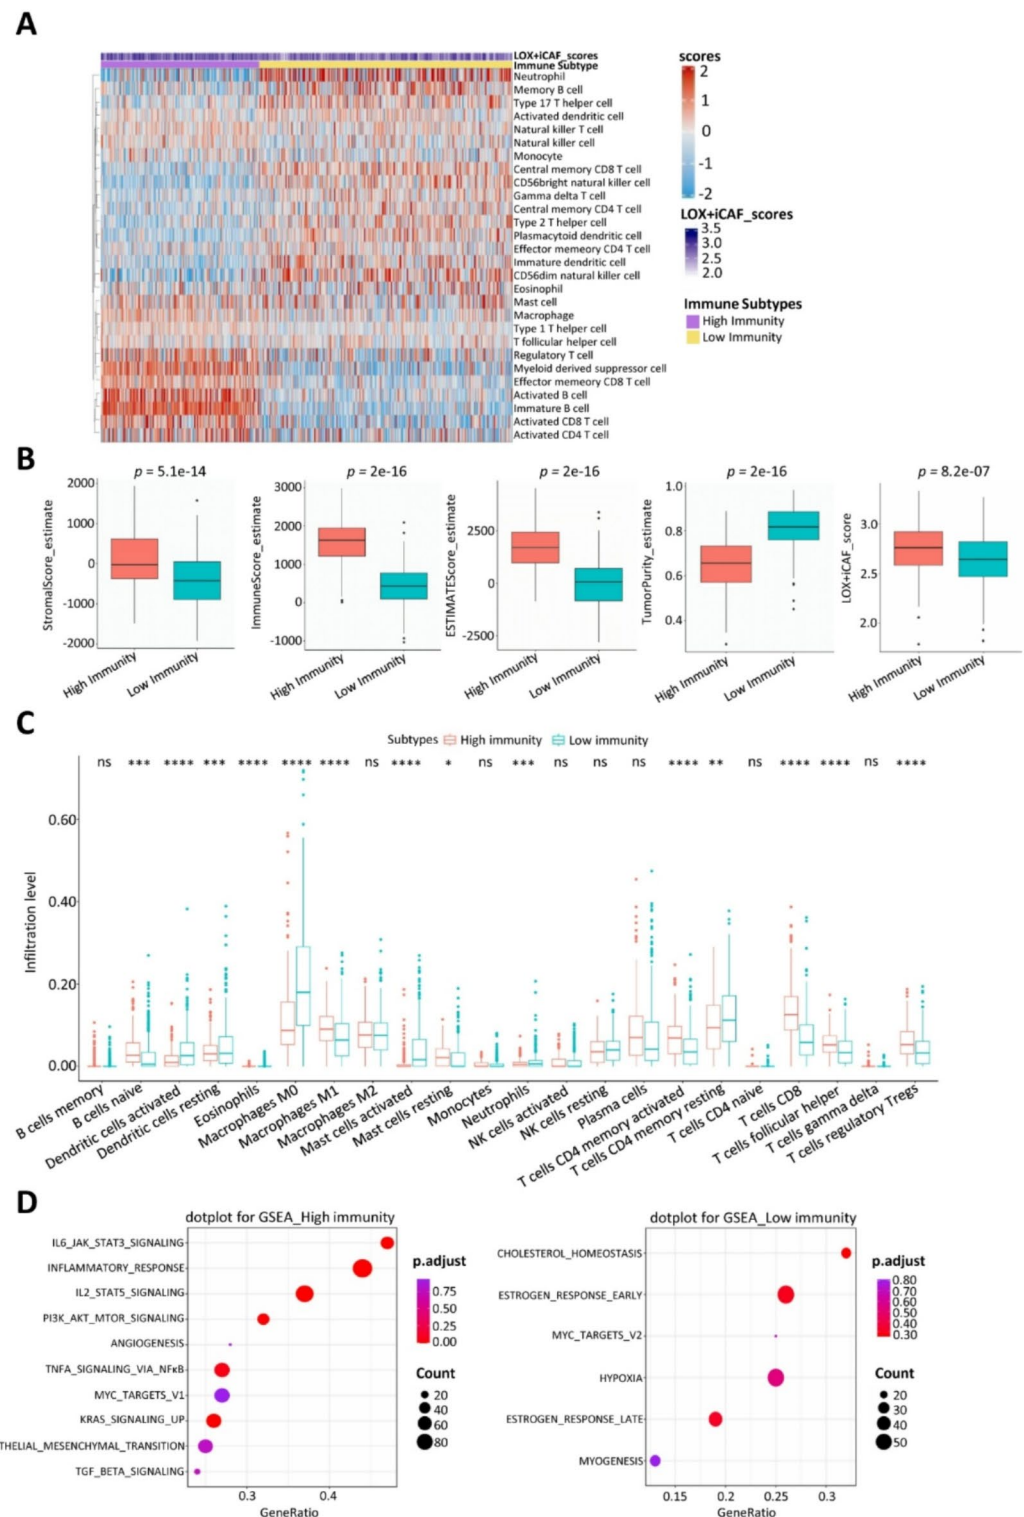 A
LOX+iCAF_scores
Immune Subtype
Neutrophil
Memory B cell
Type 17 T helper cell
Activated dendritic cell
Natural killer T cell
Natural killer cell
Monocyte
Central memory CD8 T cell
CD56bright natural killer cell
Gamma delta T cell
Central memory CD4 T cell
Type 2 T helper cell
Plasmacytoid dendritic cell
Effector memeory CD4 T cell
Immature dendritic cell
CD56dim natural killer cell
Eosinophil
Mast cell
Macrophage
Type 1 T helper cell
T follicular helper cell
Regulatory T cell
Myeloid derived suppressor cell
Effector memeory CD8 T cell
Activated B cell
Immature B cell
Activated CD8 T cell
Activated CD4 T cell
scores
2
1
0
-1
-2
LOX+iCAF_scores
3.5
3.0
2.5
2.0
Immune Subtypes
High Immunity
Low Immunity
B
p = 5.1e-14
StromalScore_estimate
2000
1000
0
-1000
-2000
High Immunity
Low Immunity
p = 2e-16
ImmuneScore_estimate
3000
2000
1000
0
-1000
High Immunity
Low Immunity
p = 2e-16
ESTIMATEScore_estimate
2500
0
-2500
High Immunity
Low Immunity
p = 2e-16
TumorPurity_estimate
1.0
0.8
0.6
0.4
High Immunity
Low Immunity
p = 8.2e-07
LOX+iCAF_score
3.0
2.5
2.0
High Immunity
Low Immunity
C
Subtypes High immunity Low immunity
ns *** **** *** **** **** **** ns **** * ns *** ns ns ns **** ** ns **** **** ns ****
Infiltration level
0.60
0.40
0.20
0.00
B cells memory
B cells naive
Dendritic cells activated
Dendritic cells resting
Eosinophils
Macrophages M0
Macrophages M1
Macrophages M2
Mast cells activated
Mast cells resting
Monocytes
Neutrophils
NK cells activated
NK cells resting
Plasma cells
T cells CD4 memory activated
T cells CD4 memory resting
T cells CD4 naive
T cells CD8
T cells follicular helper
T cells gamma delta
T cells regulatory Tregs
D
dotplot for GSEA_High immunity
IL6_JAK_STAT3_SIGNALING
INFLAMMATORY_RESPONSE
IL2_STAT5_SIGNALING
PI3K_AKT_MTOR_SIGNALING
ANGIOGENESIS
TNFA_SIGNALING_VIA_NFκB
MYC_TARGETS_V1
KRAS_SIGNALING_UP
THELIAL_MESENCHYMAL_TRANSITION
TGF_BETA_SIGNALING
0.3
0.4
GeneRatio
p.adjust
0.75
0.50
0.25
0.00
Count
20
40
60
80
dotplot for GSEA_Low immunity
CHOLESTEROL_HOMEOSTASIS
ESTROGEN_RESPONSE_EARLY
MYC_TARGETS_V2
HYPOXIA
ESTROGEN_RESPONSE_LATE
MYOGENESIS
0.15
0.2
0.25
0.3
GeneRatio
p.adjust
0.80
0.70
0.60
0.50
0.40
0.30
Count
20
30
40
50